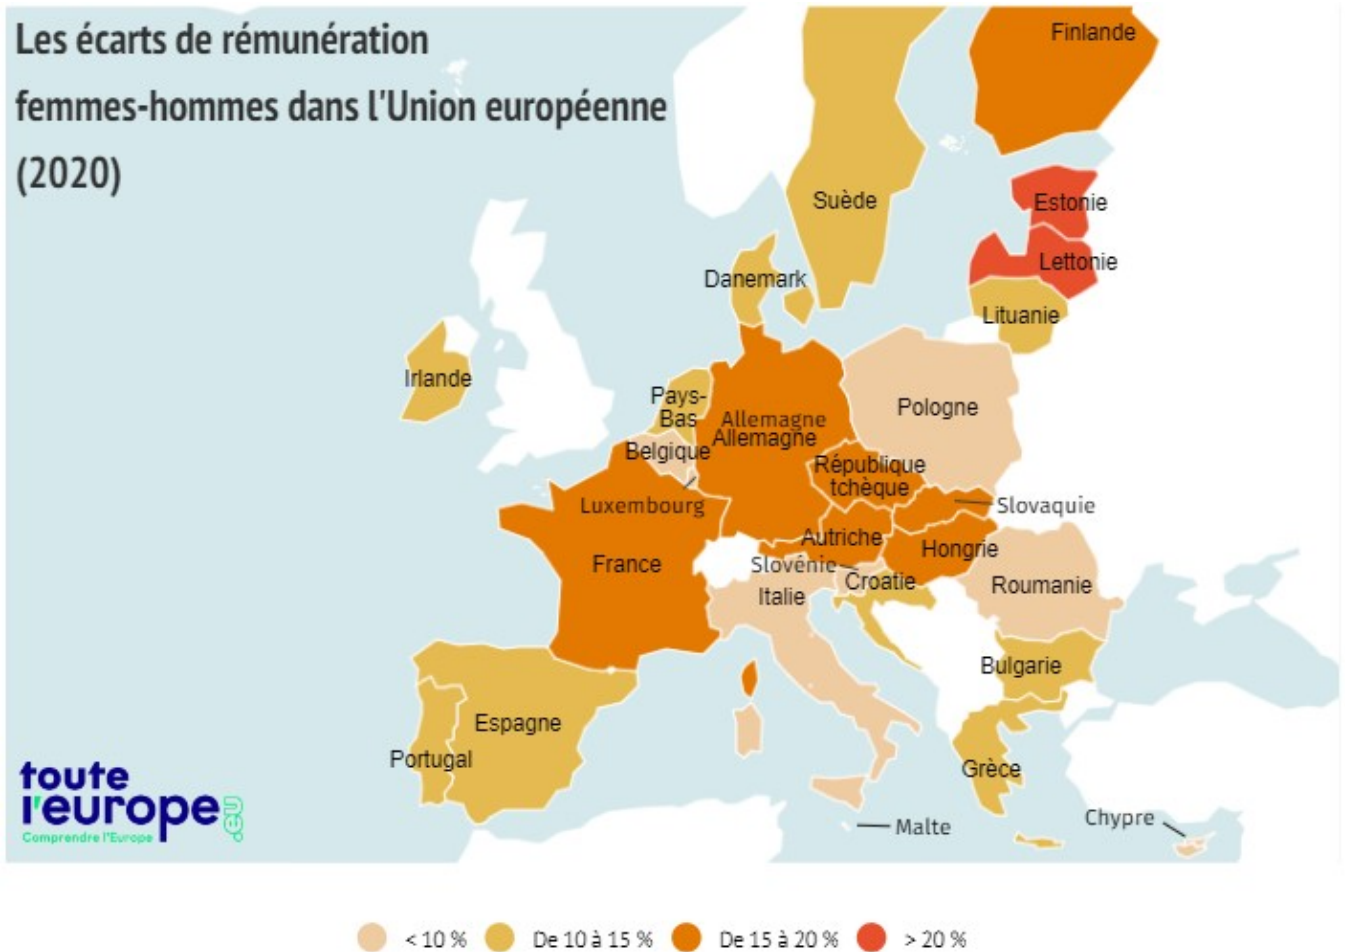 Les écarts de rémunération
femmes-hommes dans l'Union européenne
(2020)
Finlande
Suède
Estonie
Lettonie
Danemark
Lituanie
Irlande
Pays-
Bas
Pologne
Allemagne
Allemagne
Belgique
République
tchèque
Luxembourg
Slovaquie
Autriche
Hongrie
France
Slovénie
Croatie
Italie
Roumanie
Bulgarie
Espagne
Portugal
Grèce
Malte
Chypre
toute
l'europe.eu
Comprendre l'Europe
< 10 % De 10 à 15 % De 15 à 20 % > 20 %